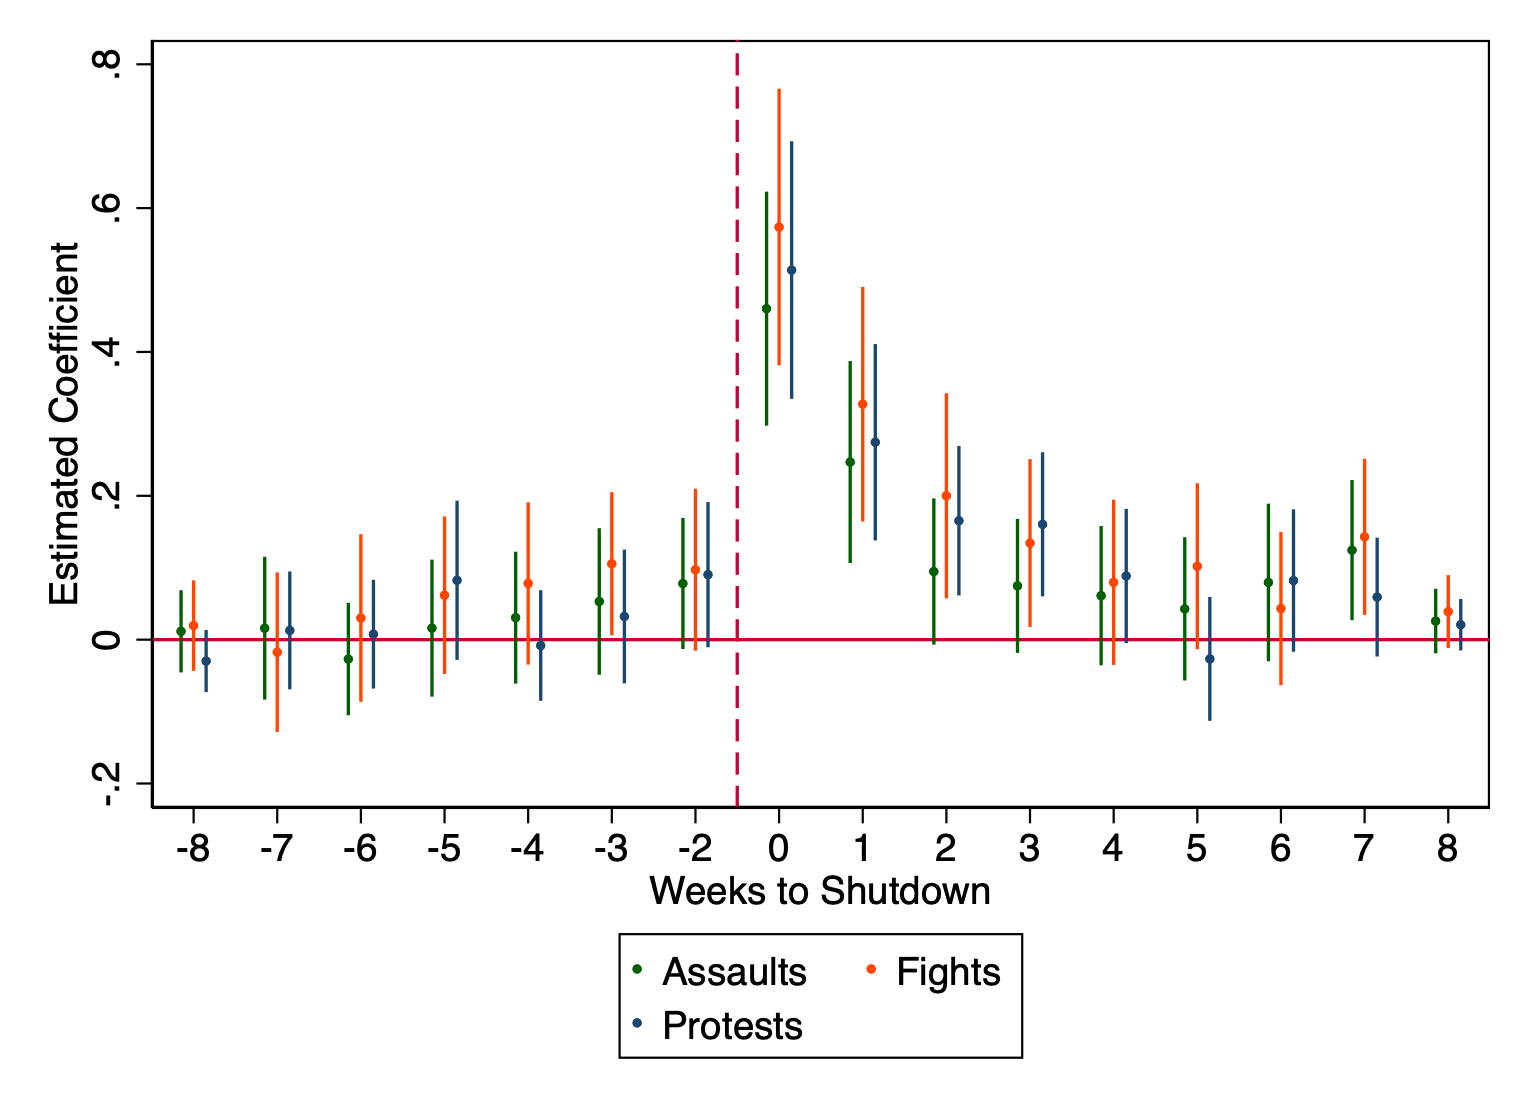 Estimated Coefficient
.8
.6
.4
.2
0
-.2
-8 -7 -6 -5 -4 -3 -2 0 1 2 3 4 5 6 7 8
Weeks to Shutdown
Assaults Fights
Protests